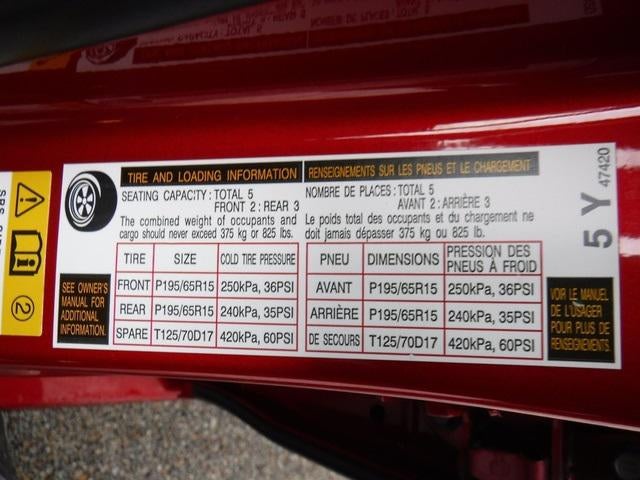 TIRE AND LOADING INFORMATION
SEATING CAPACITY: TOTAL 5
FRONT 2: REAR 3
The combined weight of occupants and
cargo should never exceed 375 kg or 825 lbs.
RENSEIGNEMENTS SUR LES PNEUS ET LE CHARGEMENT
NOMBRE DE PLACES: TOTAL 5
AVANT 2: ARRIÈRE 3
Le poids total des occupants et du chargement ne
doit jamais dépasser 375 kg ou 825 lb.
SEE OWNER'S
MANUAL FOR
ADDITIONAL
INFORMATION.
TIRE SIZE COLD TIRE PRESSURE
FRONT P195/65R15 250kPa, 36PSI
REAR P195/65R15 240kPa, 35PSI
SPARE T125/70D17 420kPa, 60PSI
PNEU DIMENSIONS PRESSION DES
PNEUS À FROID
AVANT P195/65R15 250kPa, 36PSI
ARRIÈRE P195/65R15 240kPa, 35PSI
DE SECOURS T125/70D17 420kPa, 60PSI
VOIR LE MANUEL
DE L'USAGER
POUR PLUS DE
RENSEIGNEMENTS.
5 Y 47420
2